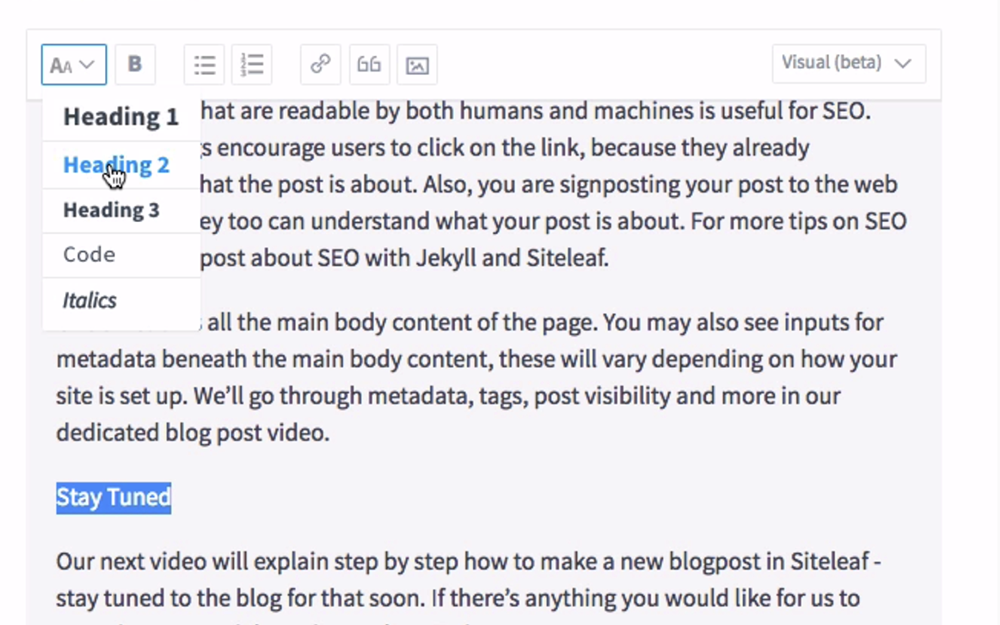 AA
B
Visual (beta)
Heading 1
Heading 2
Heading 3
Code
Italics
hat are readable by both humans and machines is useful for SEO.
s encourage users to click on the link, because they already
hat the post is about. Also, you are signposting your post to the web
ey too can understand what your post is about. For more tips on SEO
post about SEO with Jekyll and Siteleaf.
all the main body content of the page. You may also see inputs for
metadata beneath the main body content, these will vary depending on how your
site is set up. We’ll go through metadata, tags, post visibility and more in our
dedicated blog post video.
Stay Tuned
Our next video will explain step by step how to make a new blogpost in Siteleaf -
stay tuned to the blog for that soon. If there’s anything you would like for us to